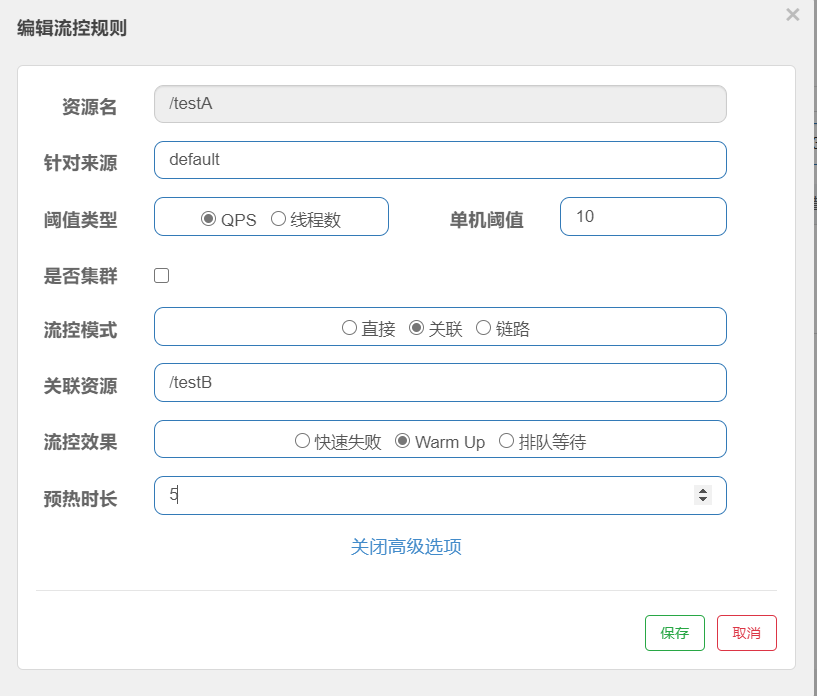 编辑流控规则
×
资源名 /testA
针对来源 default
阈值类型 QPS 线程数 单机阈值 10
是否集群
流控模式 直接 关联 链路
关联资源 /testB
流控效果 快速失败 Warm Up 排队等待
预热时长 5
关闭高级选项
保存 取消